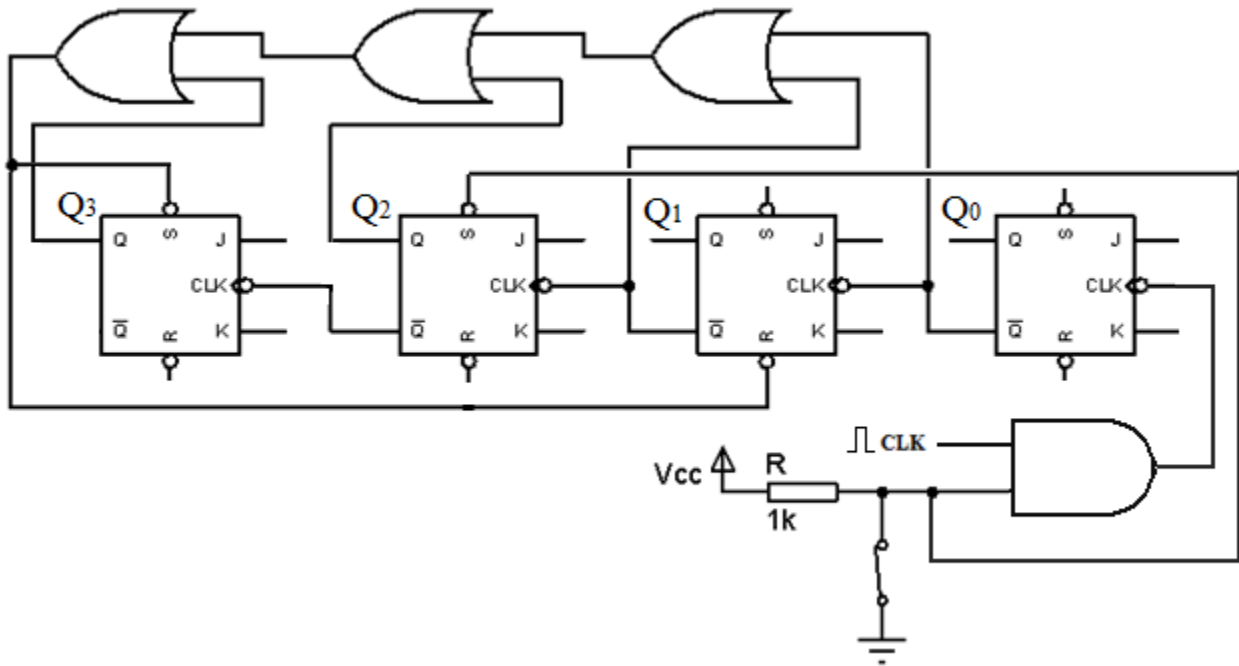 Q3
Q2
Q1
Q0
Q S J
CLK
Q̅ R K
Q S J
CLK
Q̅ R K
Q S J
CLK
Q̅ R K
Q S J
CLK
Q̅ R K
CLK
Vcc
R
1k